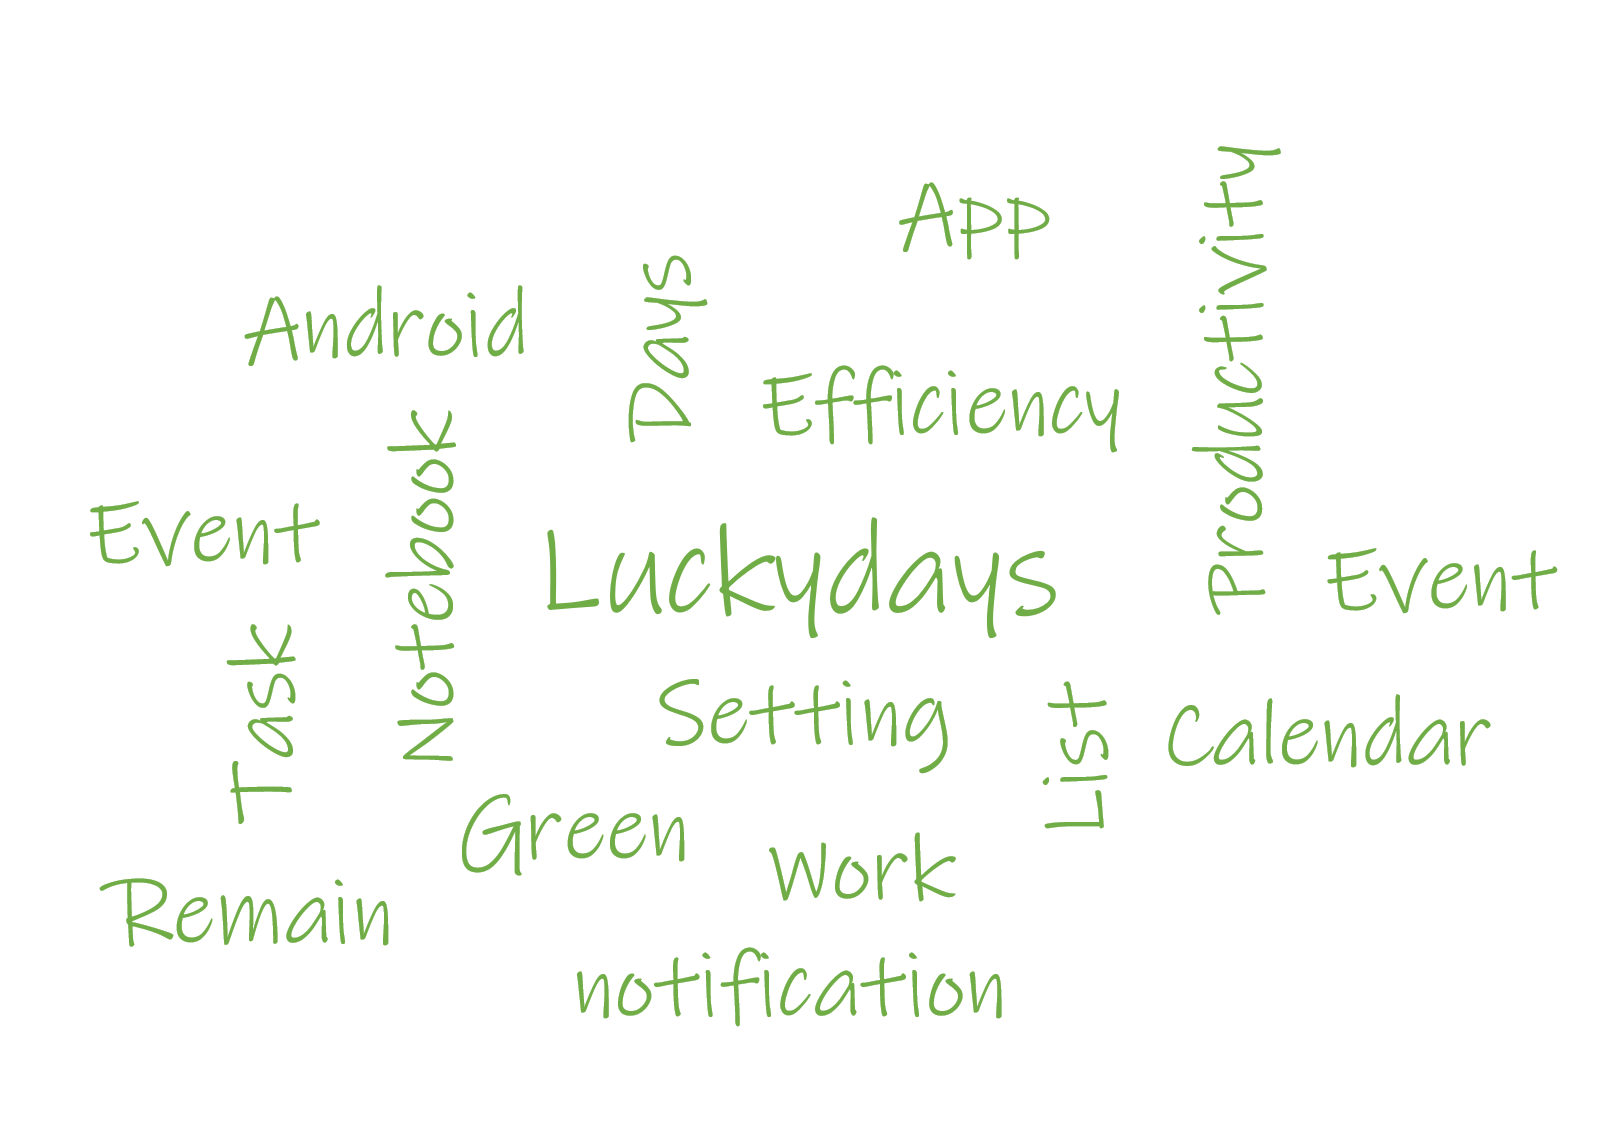 App
Productivity
Days
Android
Efficiency
Notebook
Event
Luckydays
Event
Task
Setting
List
Calendar
Green
Work
Remain
notification